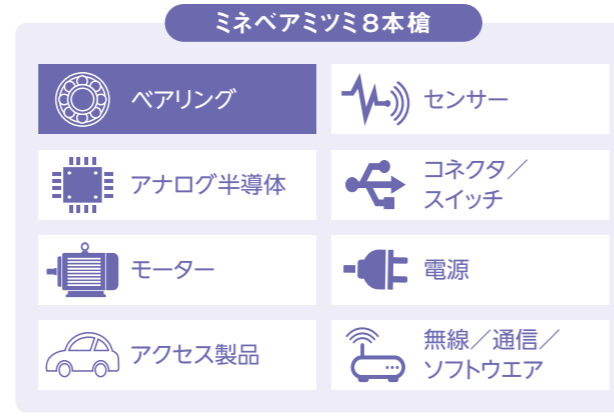 ミネベアミツミ8本槍
ベアリング
センサー
アナログ半導体
コネクタ／
スイッチ
モーター
電源
アクセス製品
無線／通信／
ソフトウエア